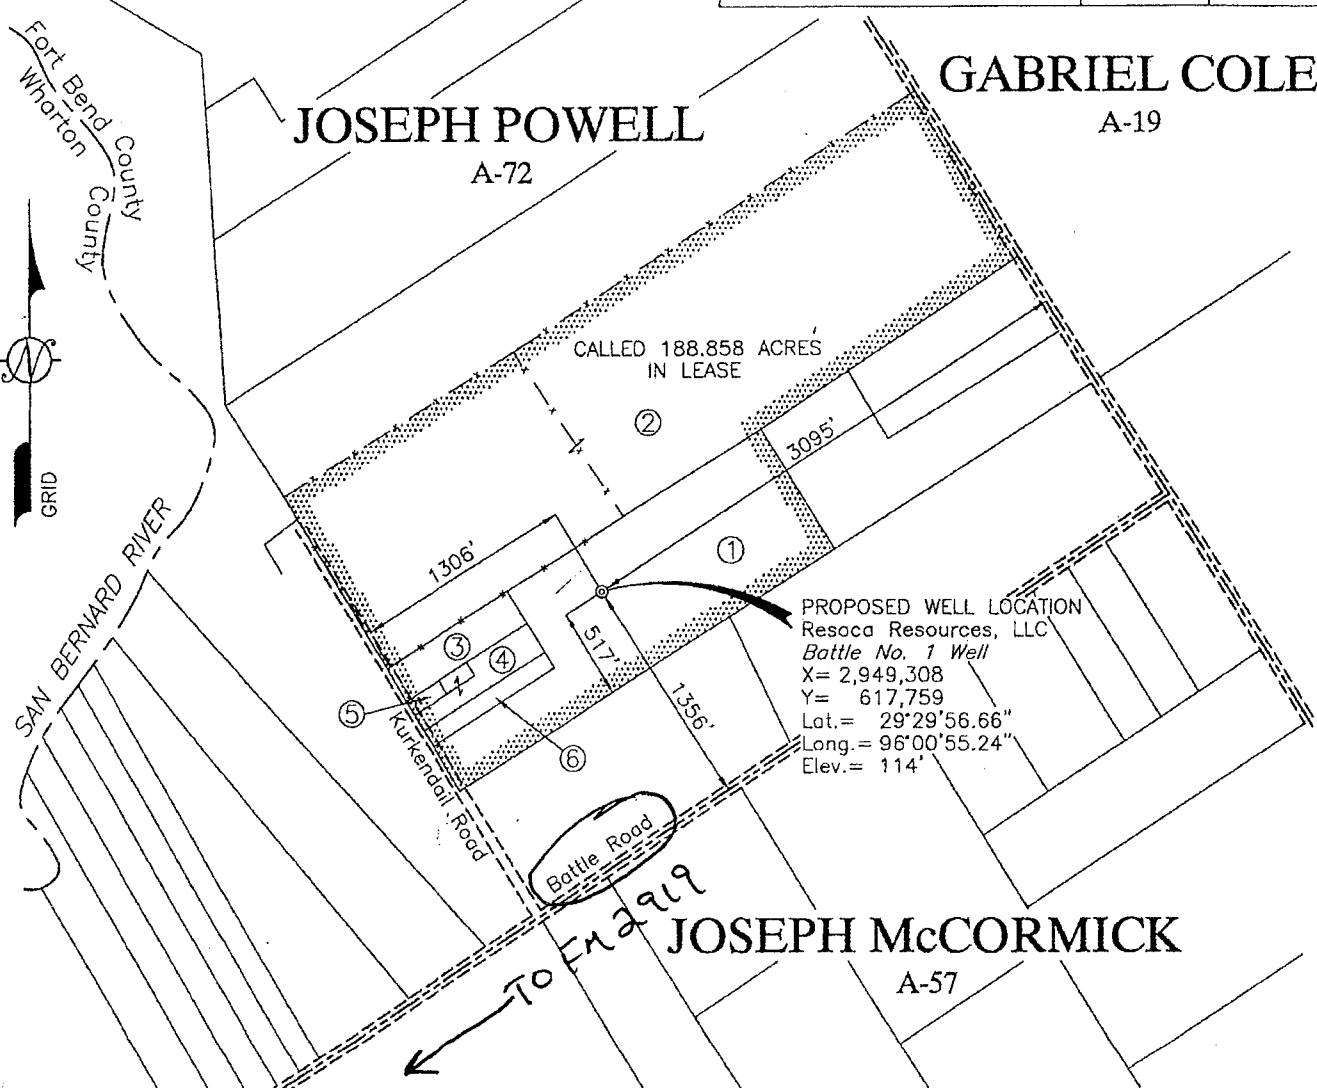 Fort Bend County
Wharton County
JOSEPH POWELL
A-72
GABRIEL COLE
A-19
GRID
N
CALLED 188.858 ACRES
IN LEASE
②
3095'
①
1306'
③
④
⑤
⑥
517'
1356'
PROPOSED WELL LOCATION
Resaca Resources, LLC
Battle No. 1 Well
X= 2,949,308
Y= 617,759
Lat.= 29°29'56.66"
Long.= 96°00'55.24"
Elev.= 114'
SAN BERNARD RIVER
Kurkendall Road
Battle Road
TO FM 2919
JOSEPH McCORMICK
A-57